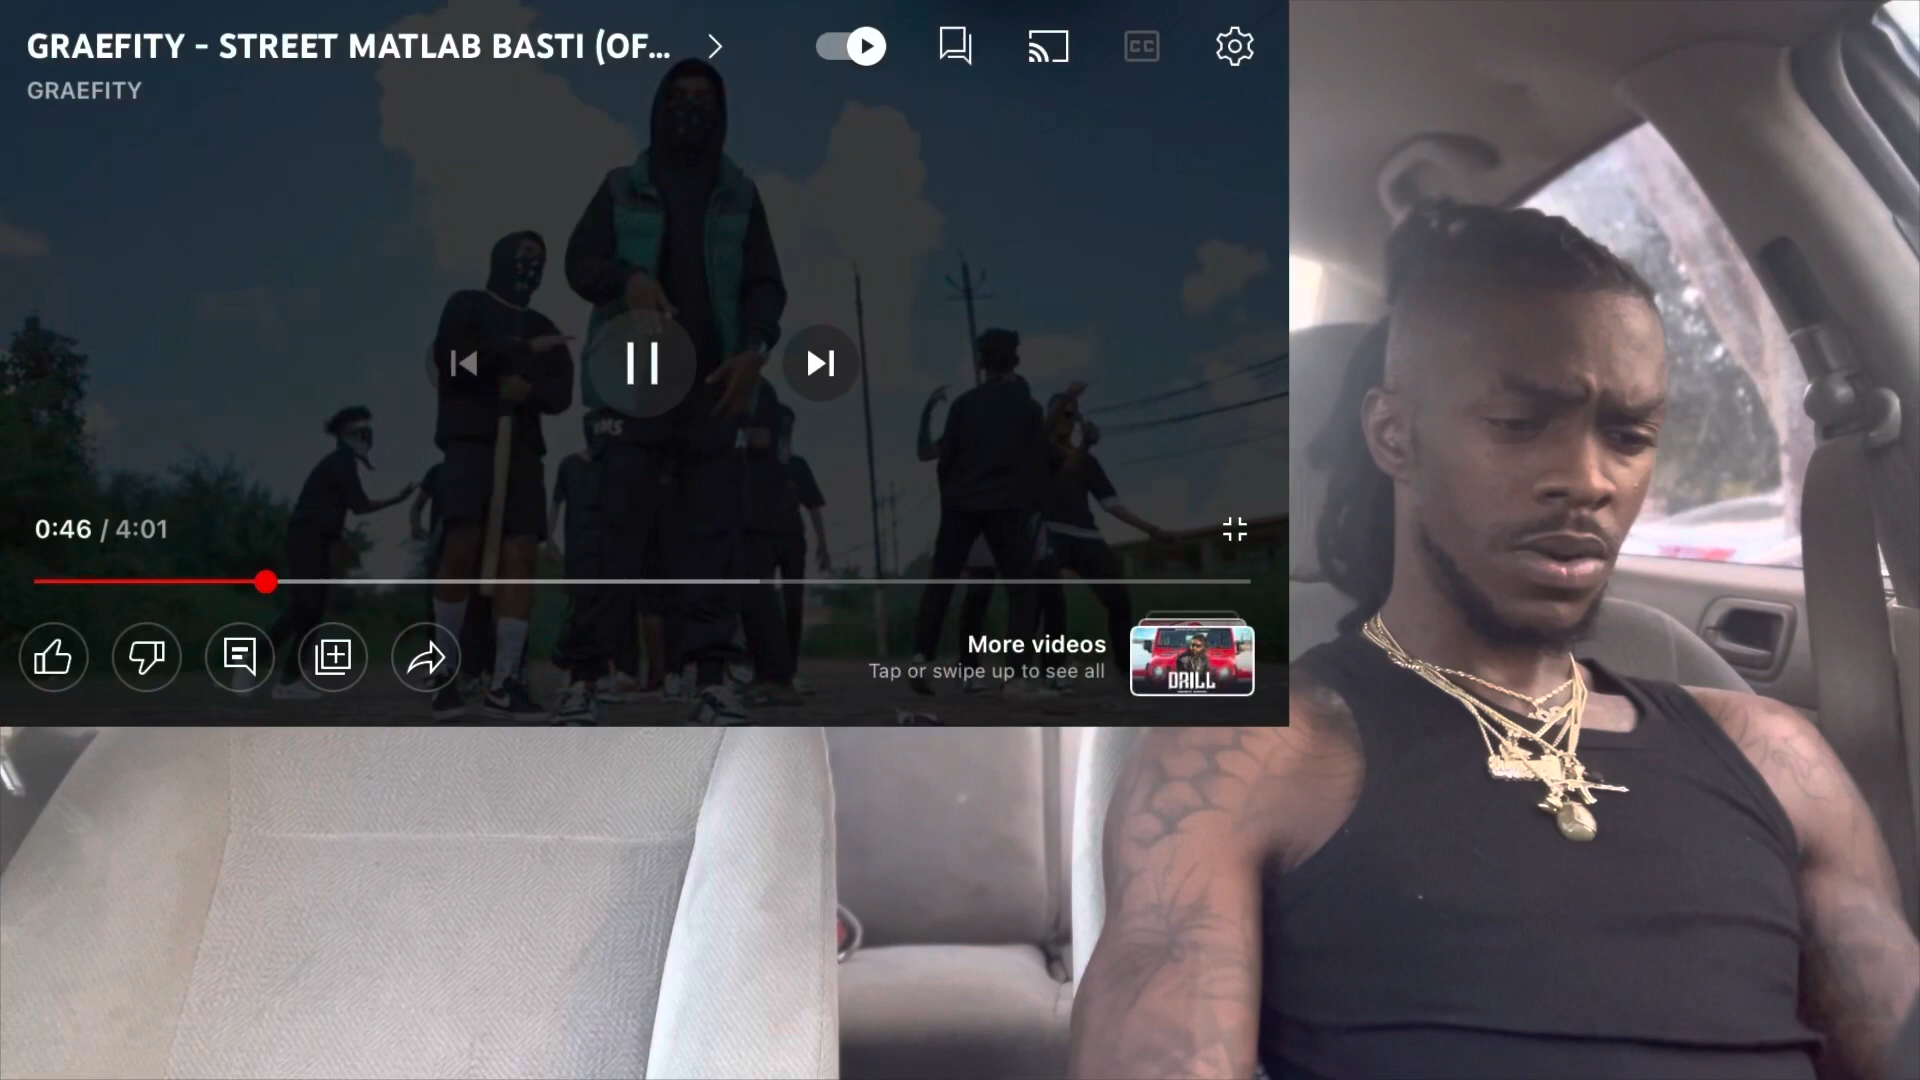 GRAEFITY - STREET MATLAB BASTI (OF...
GRAEFITY
CC
0:46 / 4:01
More videos
Tap or swipe up to see all
DRILL